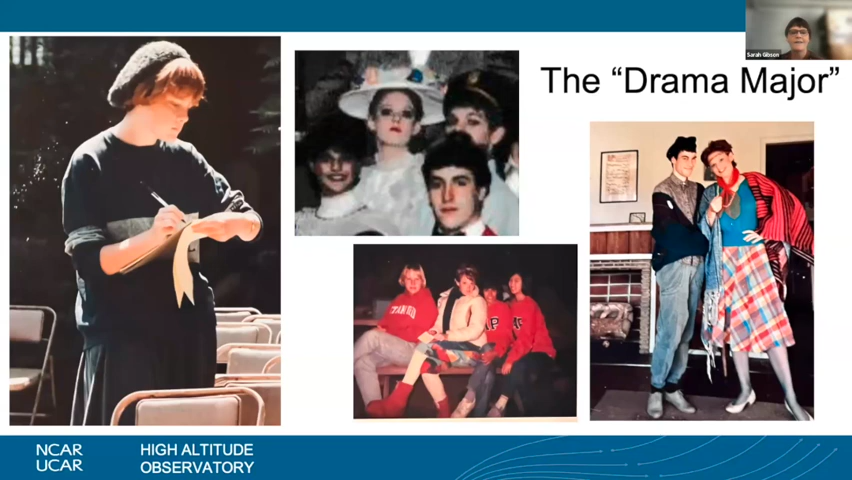 Sarah Gibson
The “Drama Major”
NCAR
UCAR
HIGH ALTITUDE
OBSERVATORY